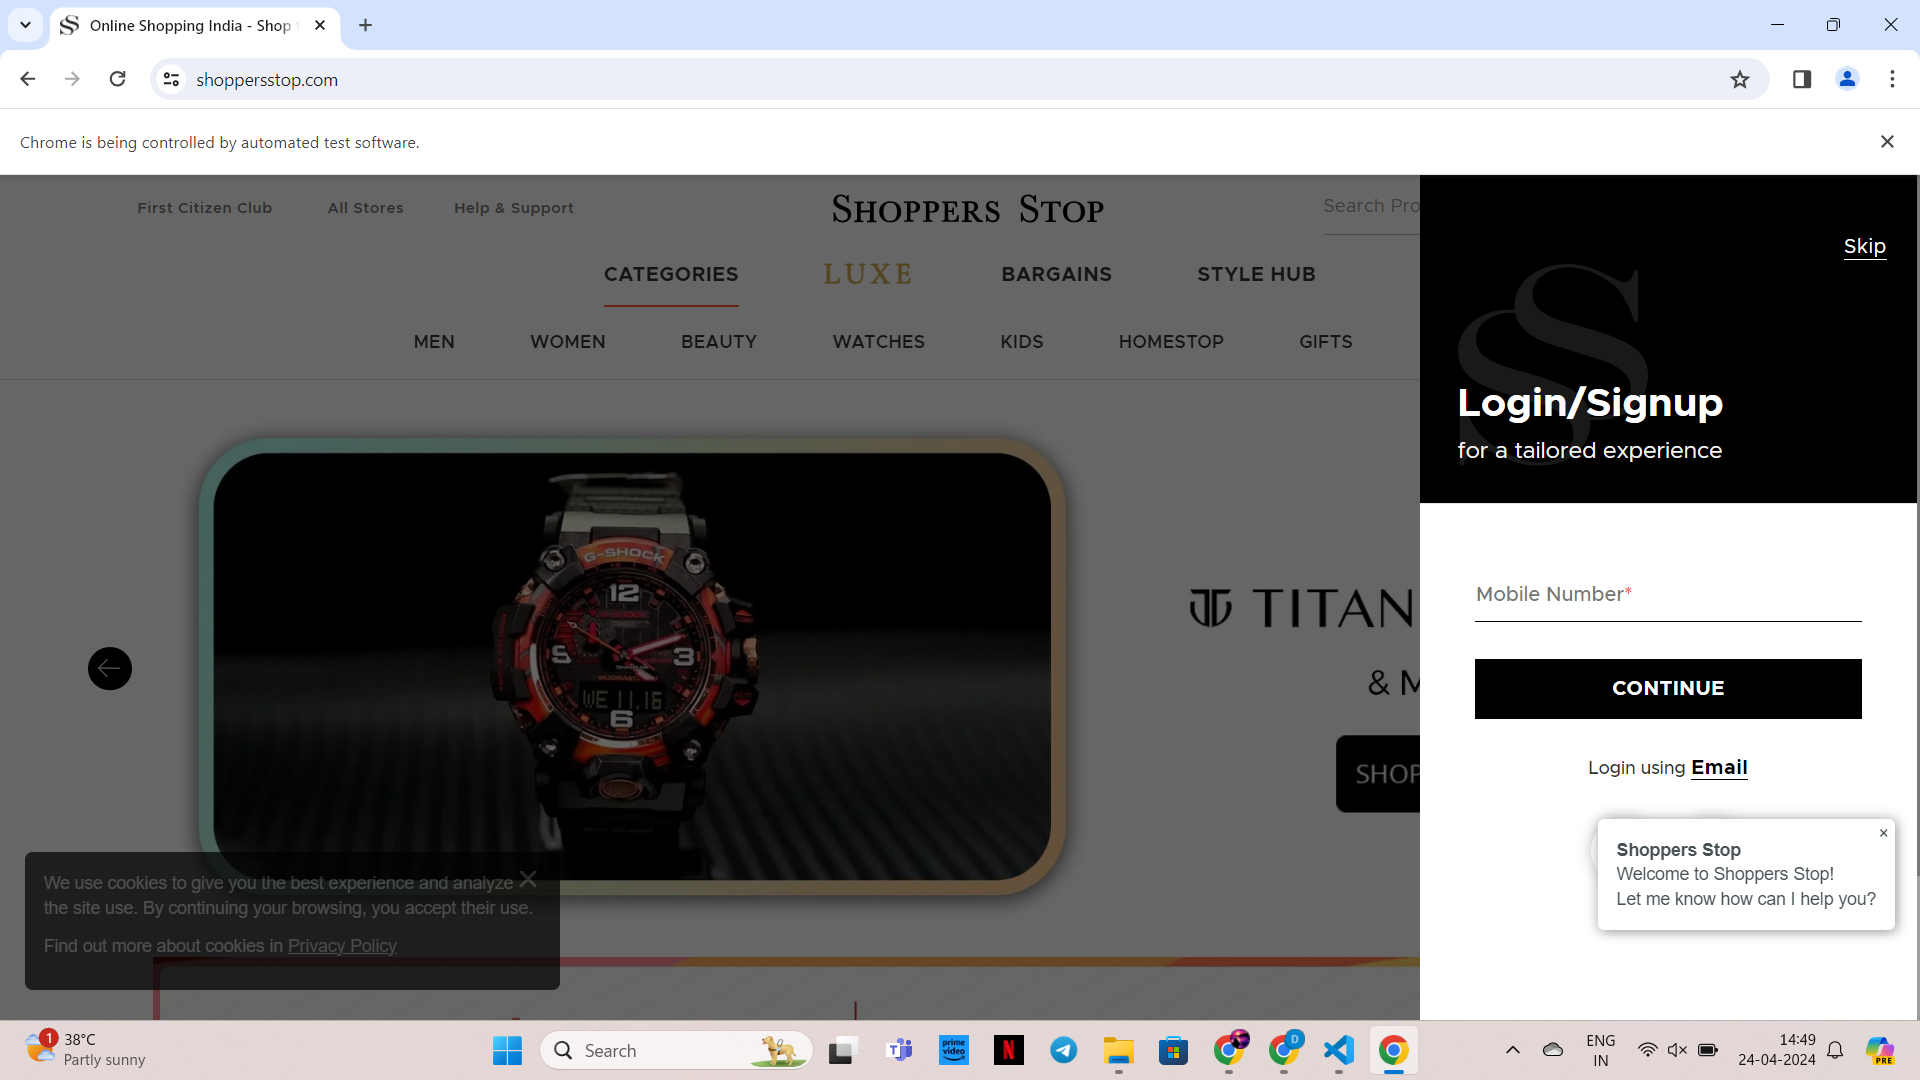 Online Shopping India - Shop
shoppersstop.com
Chrome is being controlled by automated test software.
First Citizen Club
All Stores
Help & Support
SHOPPERS STOP
Search Pro
Skip
CATEGORIES
LUXE
BARGAINS
STYLE HUB
MEN
WOMEN
BEAUTY
WATCHES
KIDS
HOMESTOP
GIFTS
Login/Signup
for a tailored experience
G-SHOCK
12
3
6
MUDMASTER
WE 11.16
TITAN
& M
SHOP
Mobile Number*
CONTINUE
Login using Email
Shoppers Stop
Welcome to Shoppers Stop!
Let me know how can I help you?
We use cookies to give you the best experience and analyze
the site use. By continuing your browsing, you accept their use.
Find out more about cookies in Privacy Policy
1
38°C
Partly sunny
Search
prime
video
N
D
ENG
IN
14:49
24-04-2024
PRE